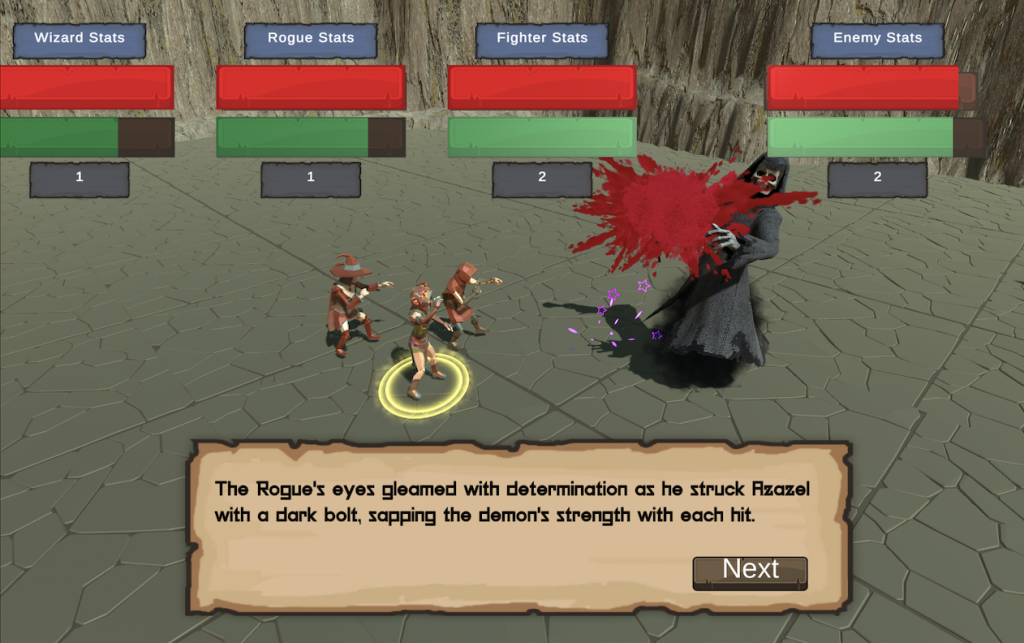 Wizard Stats
Rogue Stats
Fighter Stats
Enemy Stats
1
1
2
2
The Rogue's eyes gleamed with determination as he struck Azazel
with a dark bolt, sapping the demon's strength with each hit.
Next